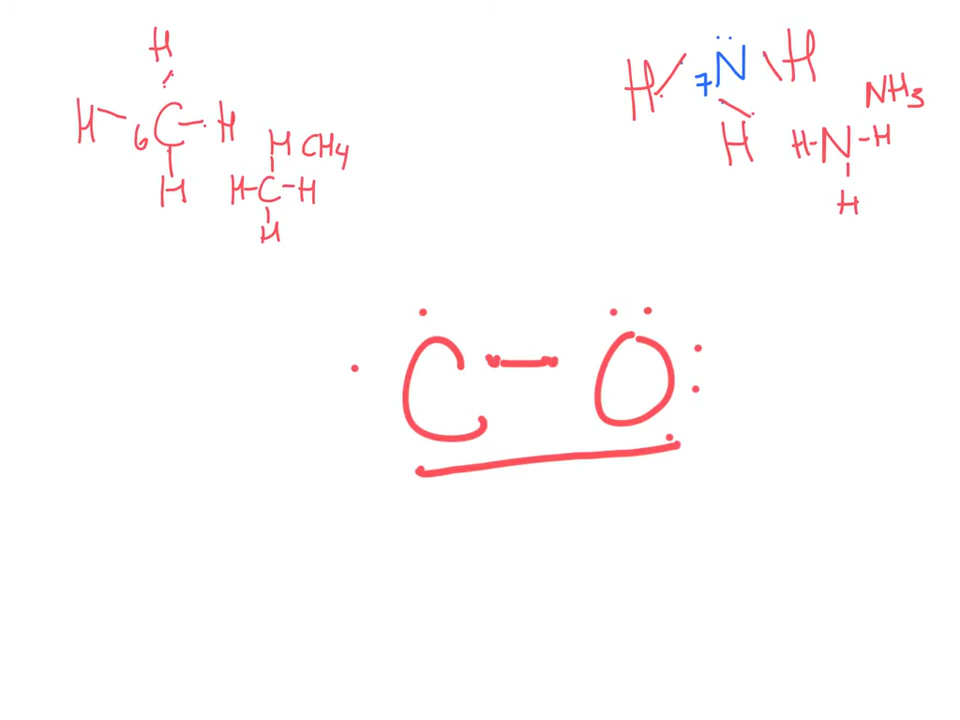 H
H 6C H
H
H CH4
H-C-H
H
H 7N H
H
NH3
H-N-H
H
C - O